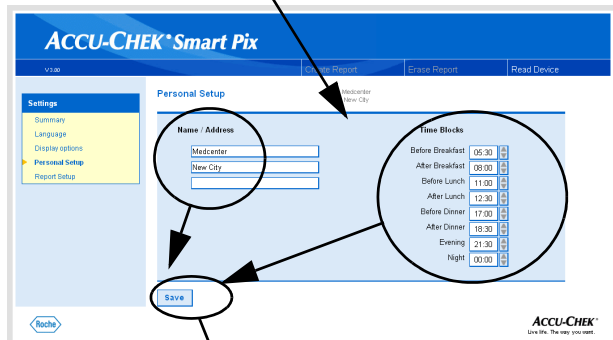 ACCU-CHEK® Smart Pix
V 3.00
Create Report Erase Report Read Device
Settings
Summary
Language
Display options
Personal Setup
Report Setup
Personal Setup
Medcenter
New City
Name / Address
Medcenter
New City
Time Blocks
Before Breakfast 05:30
After Breakfast 08:00
Before Lunch 11:00
After Lunch 12:30
Before Dinner 17:00
After Dinner 18:30
Evening 21:30
Night 00:00
Save
Roche
ACCU-CHEK®
Live life. The way you want.